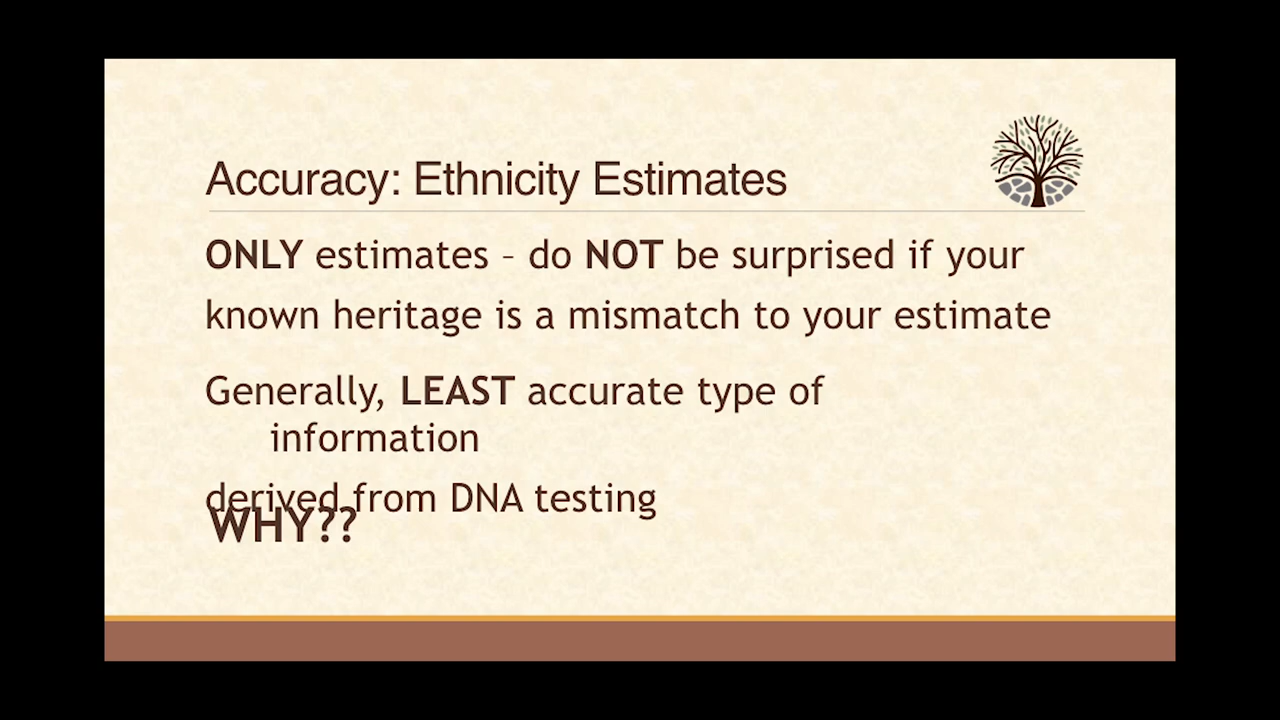 Accuracy: Ethnicity Estimates
ONLY estimates – do NOT be surprised if your
known heritage is a mismatch to your estimate
Generally, LEAST accurate type of
information
derived from DNA testing
WHY??